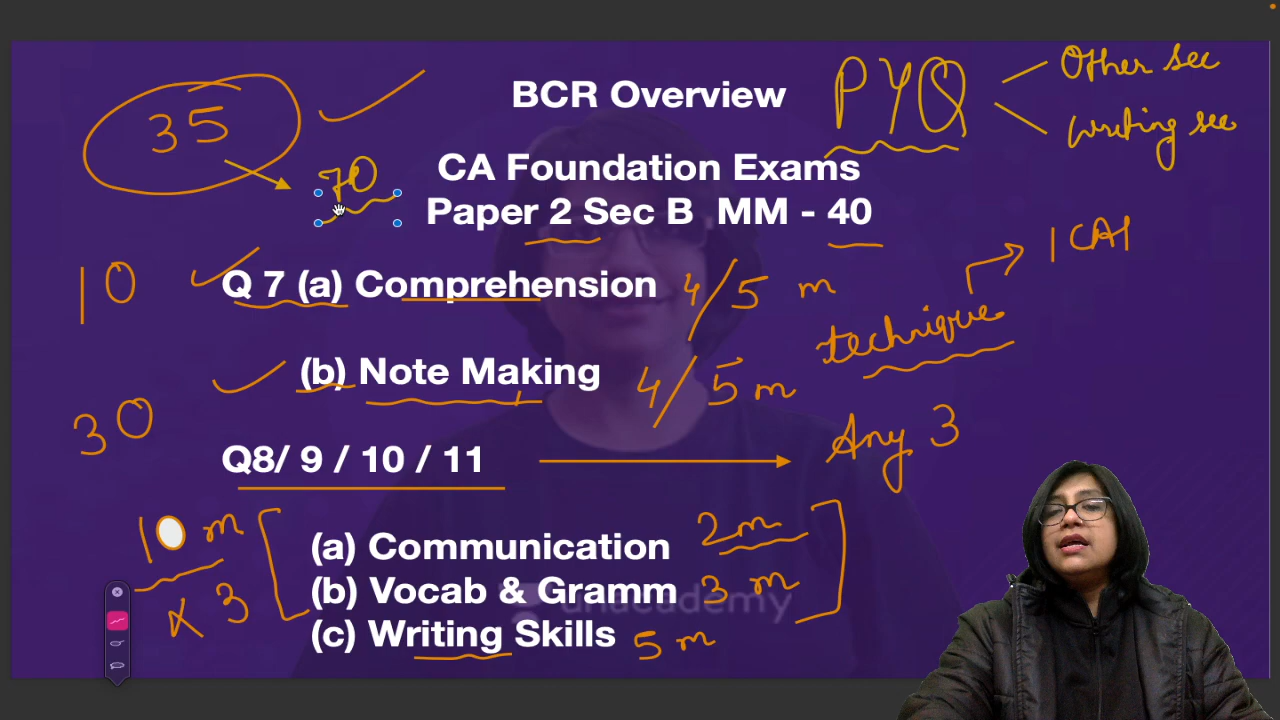 BCR Overview
PYQ
Other sec
Writing sec
35
70
CA Foundation Exams
Paper 2 Sec B MM - 40
ICAI
10
Q 7 (a) Comprehension 4/5 m
technique
(b) Note Making 4/5 m
30
Q8/ 9 / 10 / 11
Any 3
10 m
x 3
(a) Communication 2m
(b) Vocab & Gramm 3 m
unacademy
(c) Writing Skills 5 m